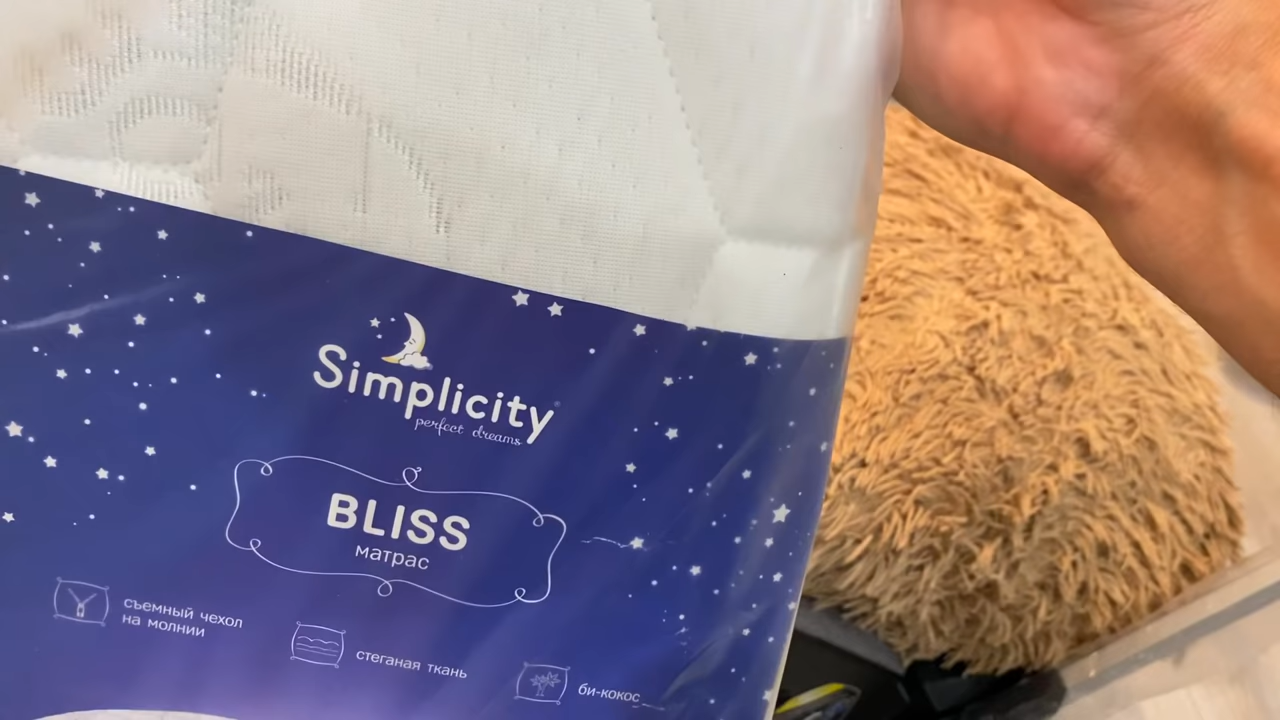 Simplicity
perfect dreams
BLISS
матрас
съемный чехол
на молнии
стеганая ткань
би-кокос